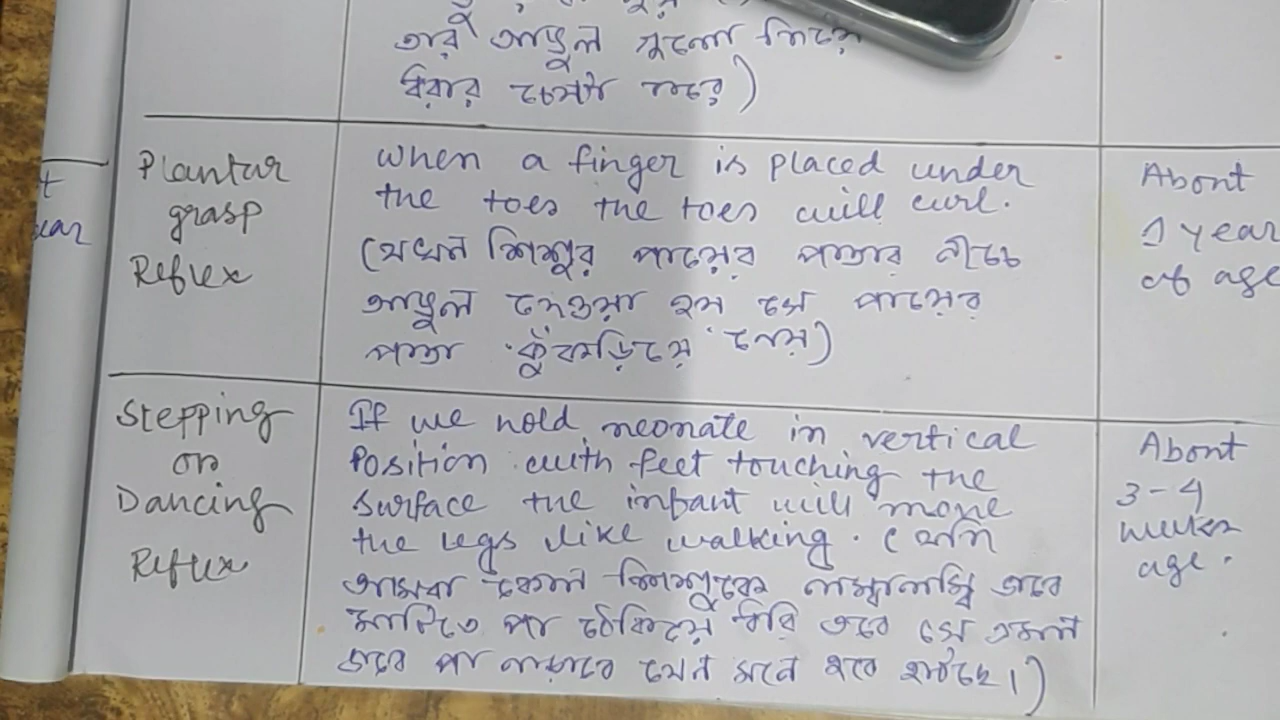 তার আঙুল গুলো দিয়ে
ধরার চেস্টা করে)
t
ear
Plantar
grasp
Reflex
When a finger is placed under
the toes the toes will curl.
(যখন শিশুর পায়ের পাতার নীচে
আঙুল দেওয়া হয় সে পায়ের
পাতা কুঁকড়িয়ে নেয়)
About
1 year
of age
Stepping
or
Dancing
Reflex
If we hold neonate in vertical
Position with feet touching the
surface the infant will move
the legs like walking. (যদি
আমরা কোন শিশুকে লম্বালম্বি ভাবে
মাটিতে পা ঠেকিয়ে ধরি তবে সে এমন
ভাবে পা নাড়াবে যেন মনে হবে হাঁটছে।)
About
3-4
weeks
age.